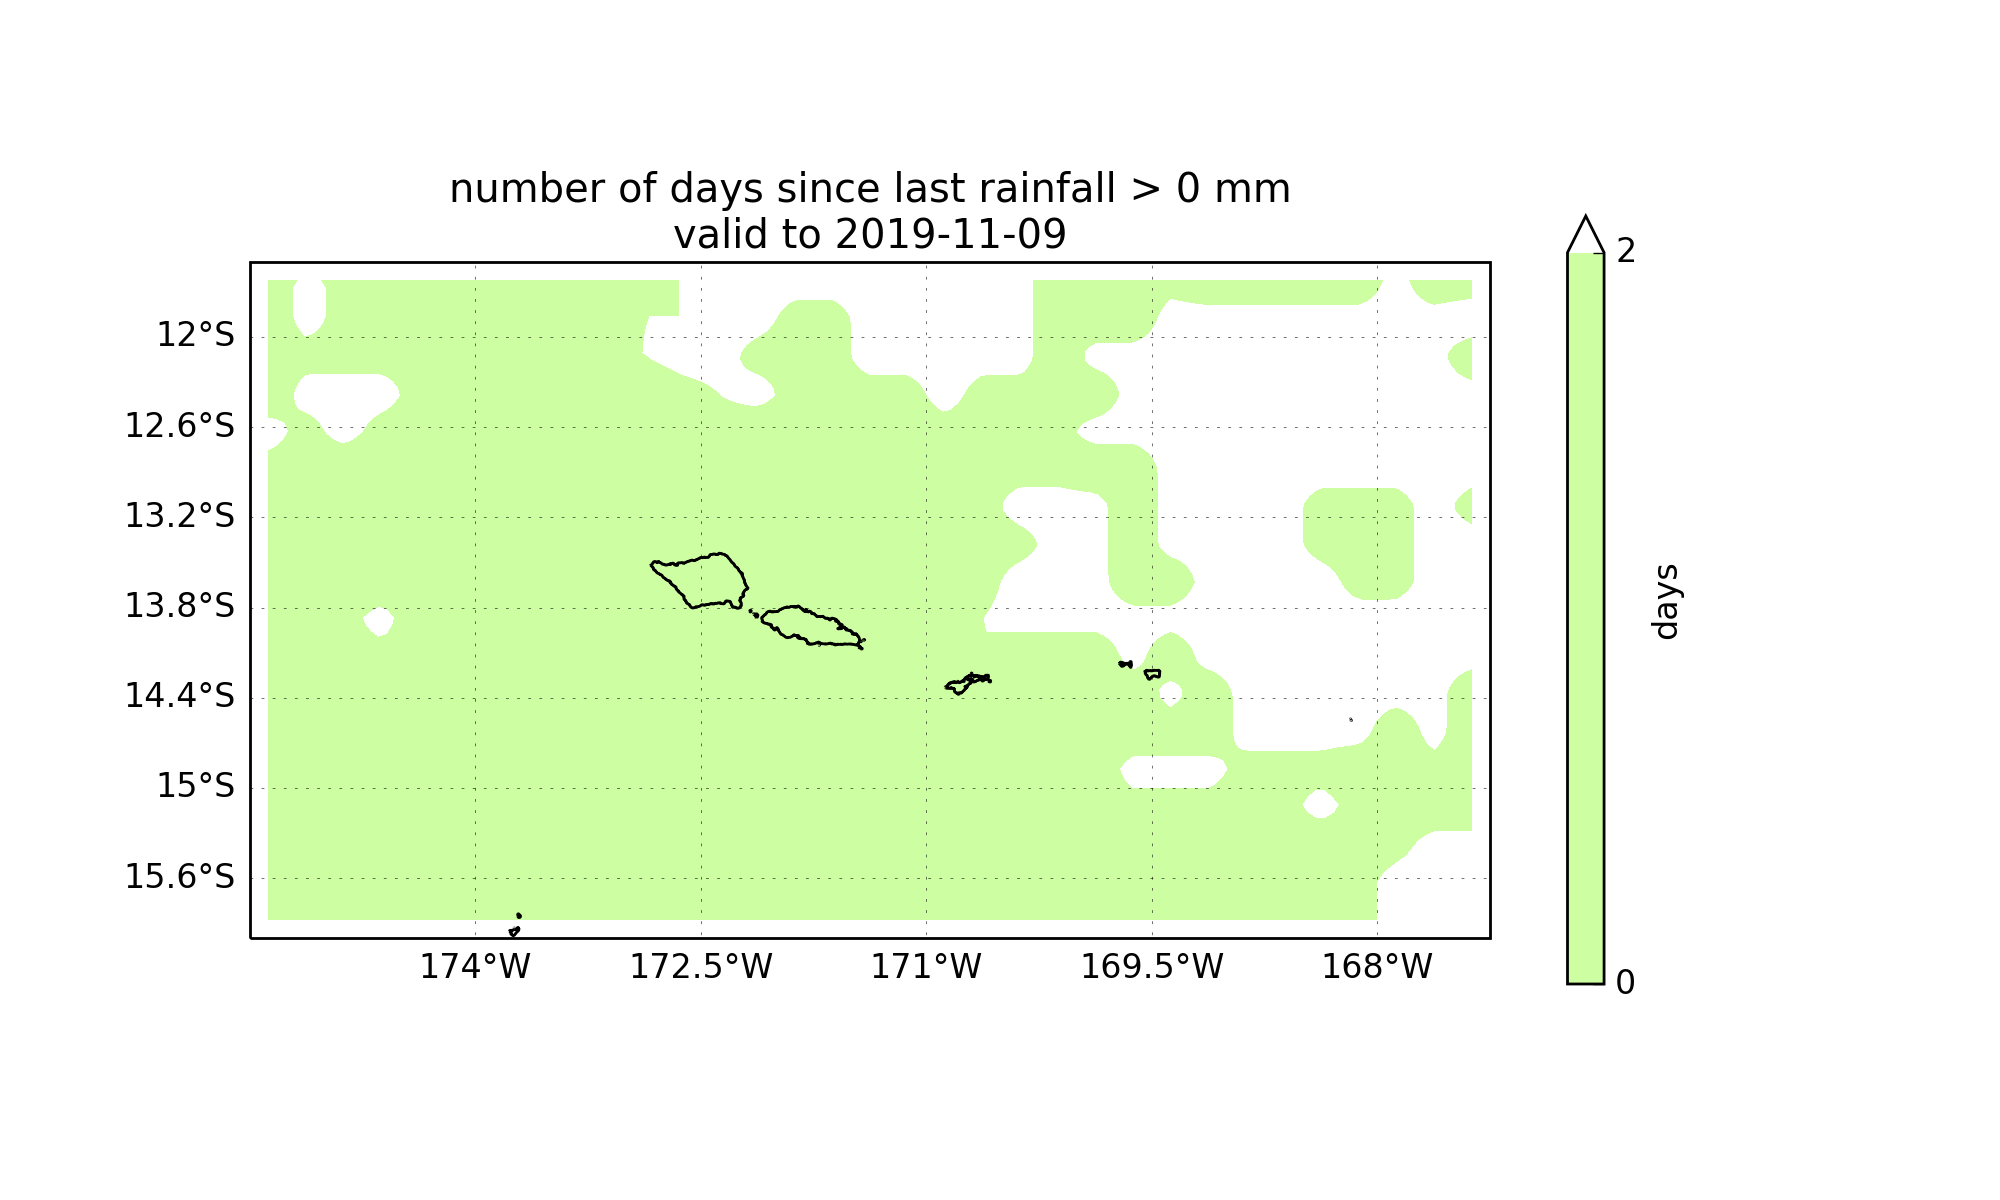 number of days since last rainfall > 0 mm
valid to 2019-11-09
2
12°S
12.6°S
13.2°S
13.8°S
14.4°S
15°S
15.6°S
days
174°W
172.5°W
171°W
169.5°W
168°W
0